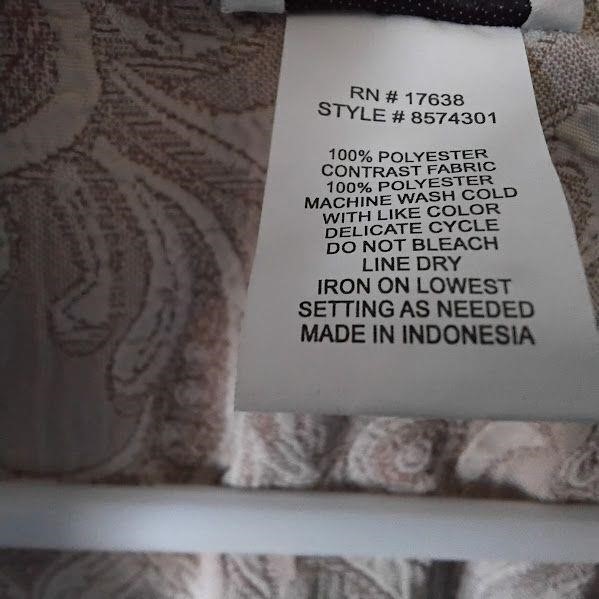 RN # 17638
STYLE # 8574301
100% POLYESTER
CONTRAST FABRIC
100% POLYESTER
MACHINE WASH COLD
WITH LIKE COLOR
DELICATE CYCLE
DO NOT BLEACH
LINE DRY
IRON ON LOWEST
SETTING AS NEEDED
MADE IN INDONESIA